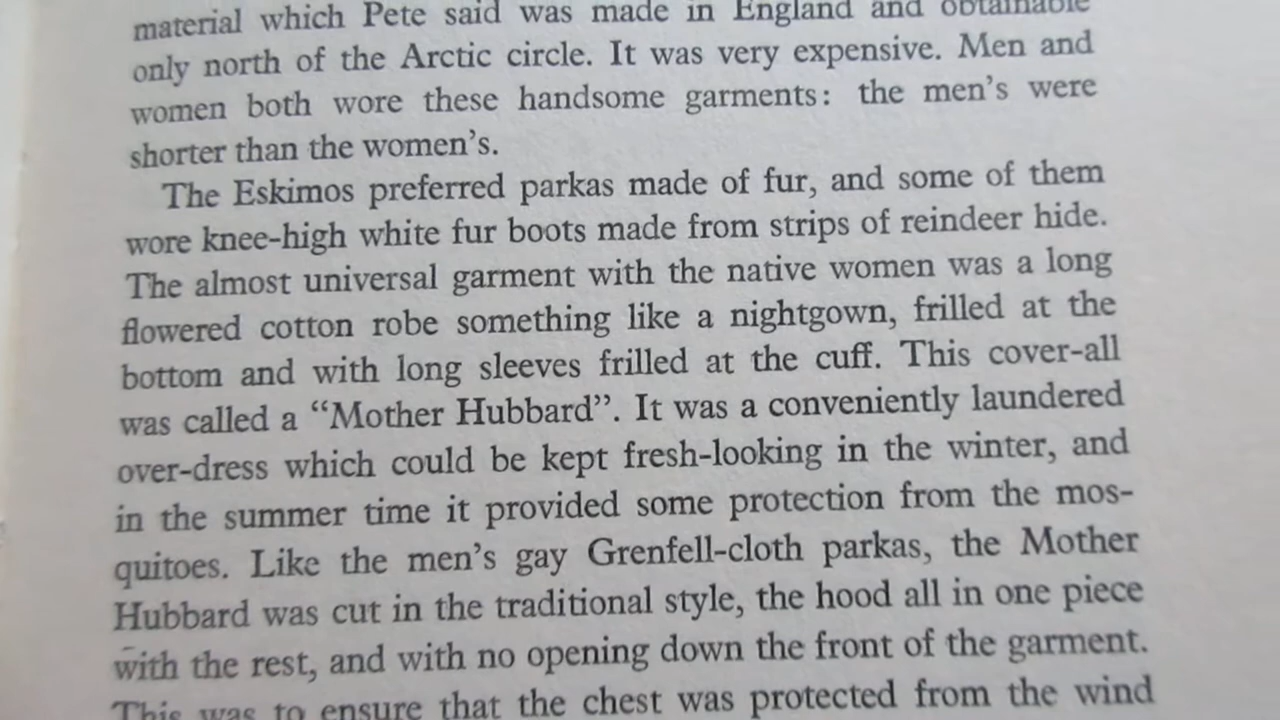 material which Pete said was made in England and obtainable
only north of the Arctic circle. It was very expensive. Men and
women both wore these handsome garments: the men's were
shorter than the women's.
The Eskimos preferred parkas made of fur, and some of them
wore knee-high white fur boots made from strips of reindeer hide.
The almost universal garment with the native women was a long
flowered cotton robe something like a nightgown, frilled at the
bottom and with long sleeves frilled at the cuff. This cover-all
was called a “Mother Hubbard”. It was a conveniently laundered
over-dress which could be kept fresh-looking in the winter, and
in the summer time it provided some protection from the mos-
quitoes. Like the men's gay Grenfell-cloth parkas, the Mother
Hubbard was cut in the traditional style, the hood all in one piece
with the rest, and with no opening down the front of the garment.
This was to ensure that the chest was protected from the wind